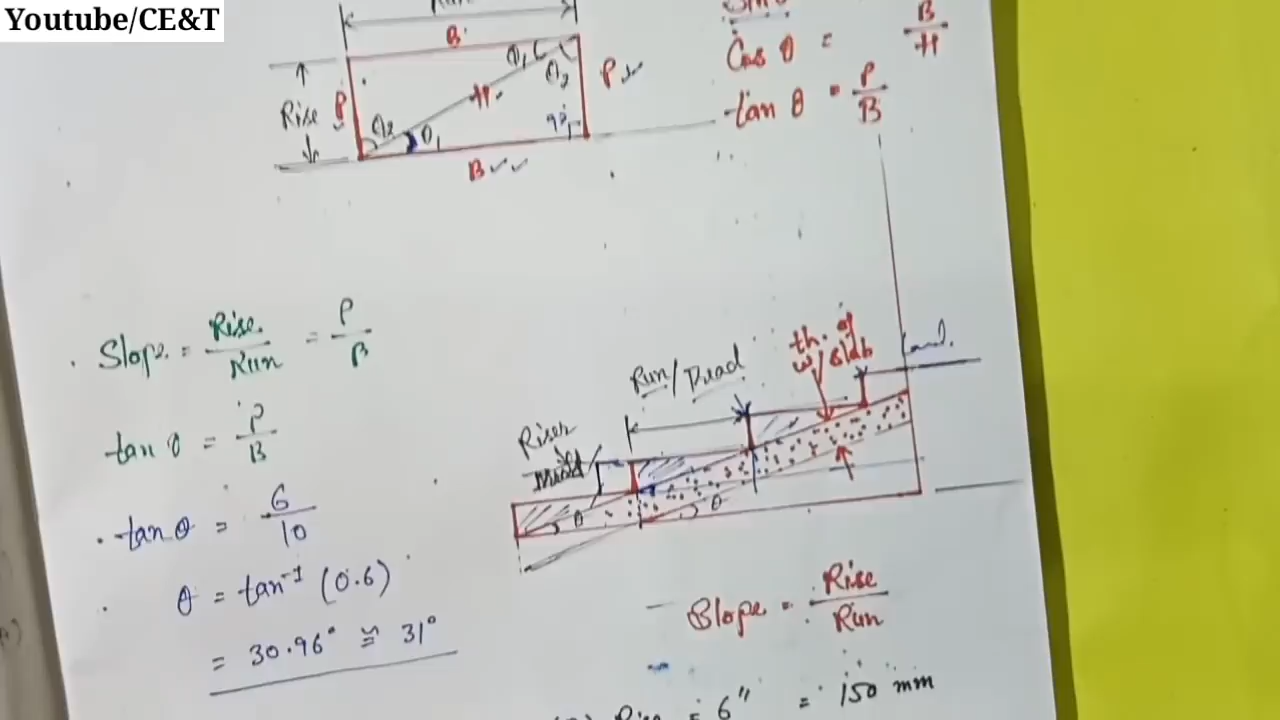 Youtube/CE&T
B
θ₁
θ₂
P
H
Rise
P
θ₂
θ₁
90°
B
B/H
Cos θ =
tan θ = P/B
Slope = Rise/Run = P/B
tan θ = P/B
tan θ = 6/10
θ = tan⁻¹ (0.6)
= 30.96° ≅ 31°
th. of
w/slab
Land.
Run/Tread
Riser
θ
θ
Slope = Rise/Run
= 6" = 150 mm